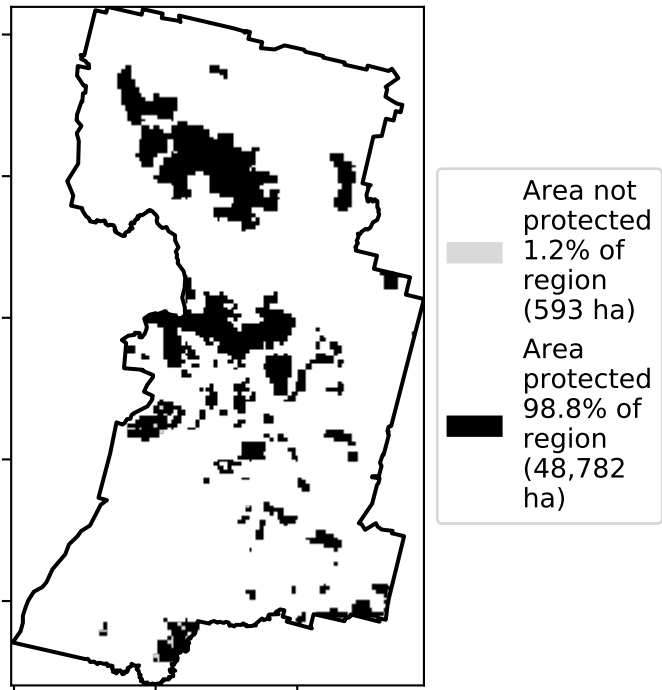 Area not
protected
1.2% of
region
(593 ha)
Area
protected
98.8% of
region
(48,782
ha)